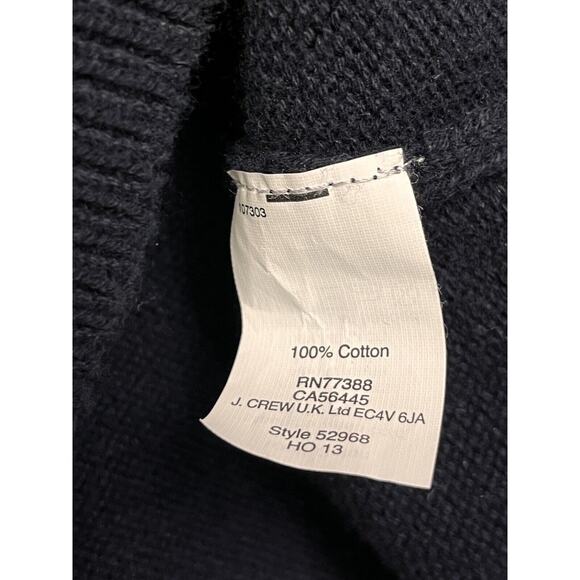 107303
100% Cotton
RN77388
CA56445
J. CREW U.K. Ltd EC4V 6JA
Style 52968
HO 13